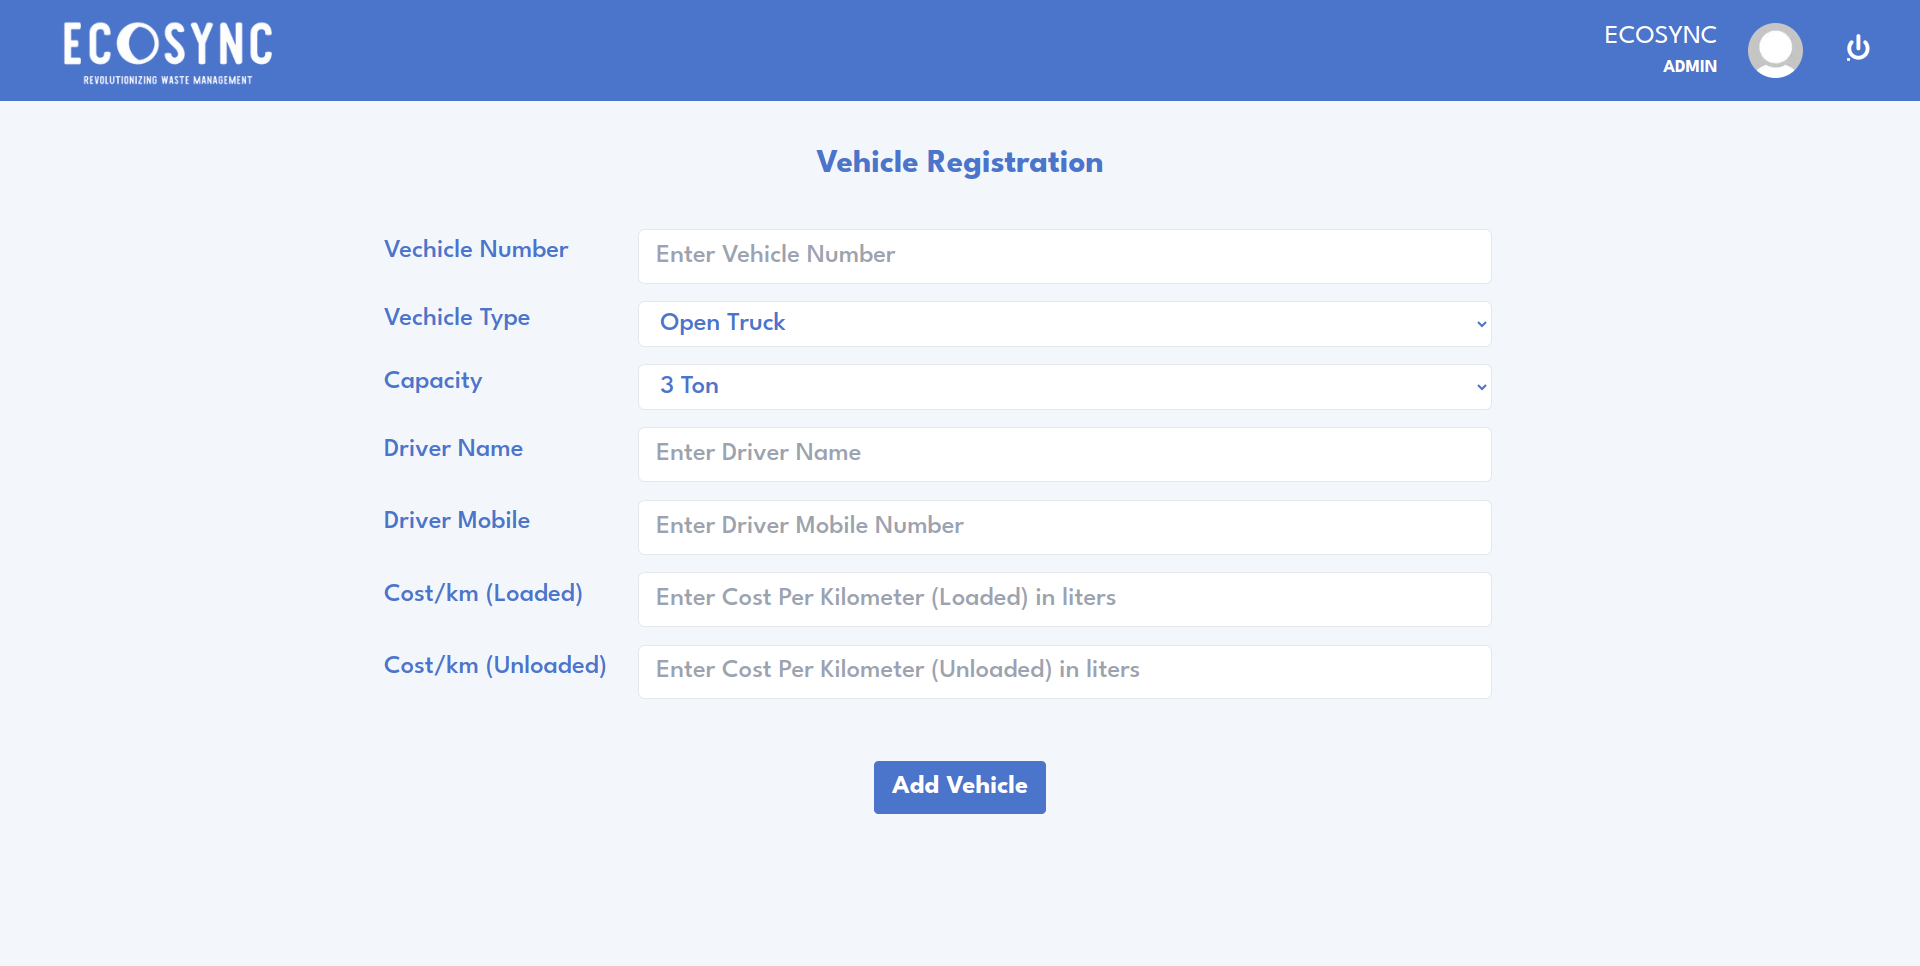 ECOSYNC
REVOLUTIONIZING WASTE MANAGEMENT
ECOSYNC
ADMIN
Vehicle Registration
Vechicle Number
Enter Vehicle Number
Vechicle Type
Open Truck
Capacity
3 Ton
Driver Name
Enter Driver Name
Driver Mobile
Enter Driver Mobile Number
Cost/km (Loaded)
Enter Cost Per Kilometer (Loaded) in liters
Cost/km (Unloaded)
Enter Cost Per Kilometer (Unloaded) in liters
Add Vehicle